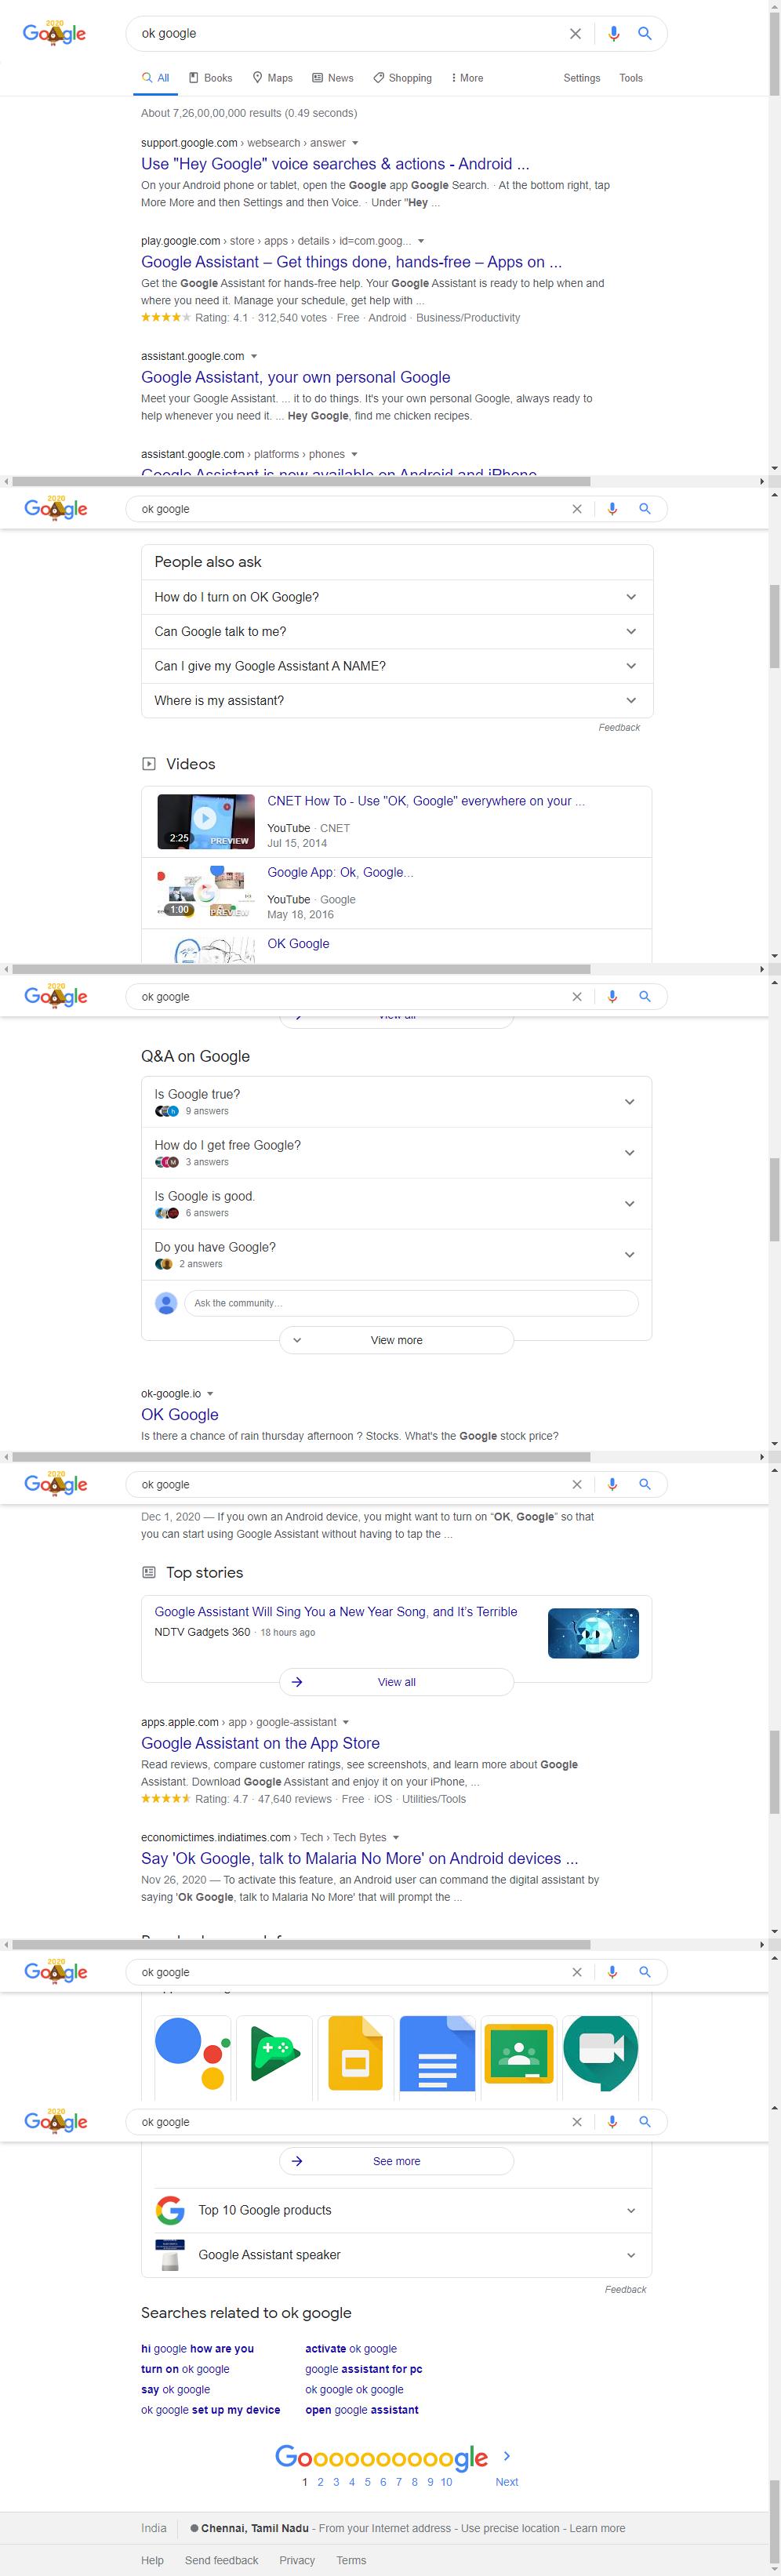 2020
Google
ok google
All
Books
Maps
News
Shopping
More
Settings
Tools
About 7,26,00,00,000 results (0.49 seconds)
support.google.com › websearch › answer
Use "Hey Google" voice searches & actions - Android ...
On your Android phone or tablet, open the Google app Google Search. · At the bottom right, tap
More More and then Settings and then Voice. · Under "Hey ...
play.google.com › store › apps › details › id=com.goog...
Google Assistant – Get things done, hands-free – Apps on ...
Get the Google Assistant for hands-free help. Your Google Assistant is ready to help when and
where you need it. Manage your schedule, get help with ...
Rating: 4.1 · 312,540 votes · Free · Android · Business/Productivity
assistant.google.com
Google Assistant, your own personal Google
Meet your Google Assistant. ... it to do things. It's your own personal Google, always ready to
help whenever you need it. ... Hey Google, find me chicken recipes.
assistant.google.com › platforms › phones
Google Assistant is now available on Android and iPhone
2020
Google
ok google
People also ask
How do I turn on OK Google?
Can Google talk to me?
Can I give my Google Assistant A NAME?
Where is my assistant?
Feedback
Videos
2:25
PREVIEW
CNET How To - Use "OK, Google" everywhere on your ...
YouTube · CNET
Jul 15, 2014
1:00
PREVIEW
Google App: Ok, Google...
YouTube · Google
May 18, 2016
OK Google
2020
Google
ok google
View all
Q&A on Google
Is Google true?
9 answers
How do I get free Google?
3 answers
Is Google is good.
6 answers
Do you have Google?
2 answers
Ask the community...
View more
ok-google.io
OK Google
Is there a chance of rain thursday afternoon ? Stocks. What's the Google stock price?
2020
Google
ok google
Dec 1, 2020 — If you own an Android device, you might want to turn on “OK, Google” so that
you can start using Google Assistant without having to tap the ...
Top stories
Google Assistant Will Sing You a New Year Song, and It’s Terrible
NDTV Gadgets 360 · 18 hours ago
View all
apps.apple.com › app › google-assistant
Google Assistant on the App Store
Read reviews, compare customer ratings, see screenshots, and learn more about Google
Assistant. Download Google Assistant and enjoy it on your iPhone, ...
Rating: 4.7 · 47,640 reviews · Free · iOS · Utilities/Tools
economictimes.indiatimes.com › Tech › Tech Bytes
Say 'Ok Google, talk to Malaria No More' on Android devices ...
Nov 26, 2020 — To activate this feature, an Android user can command the digital assistant by
saying 'Ok Google, talk to Malaria No More' that will prompt the ...
2020
Google
ok google
2020
Google
ok google
See more
Top 10 Google products
Google Assistant speaker
Feedback
Searches related to ok google
hi google how are you
activate ok google
turn on ok google
google assistant for pc
say ok google
ok google ok google
ok google set up my device
open google assistant
Goooooooooogle
1 2 3 4 5 6 7 8 9 10 Next
India
Chennai, Tamil Nadu - From your Internet address - Use precise location - Learn more
Help
Send feedback
Privacy
Terms